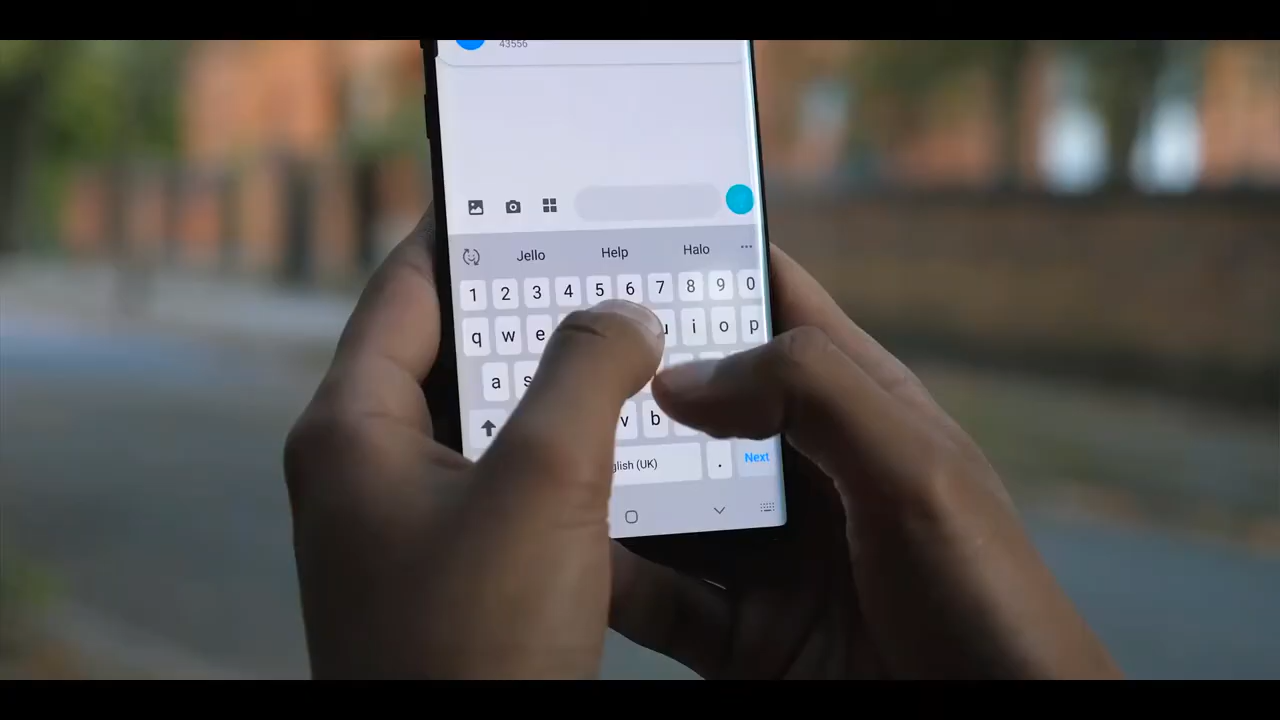 43556
Jello Help Halo
1 2 3 4 5 6 7 8 9 0
q w e u i o p
a s
v b
glish (UK) . Next